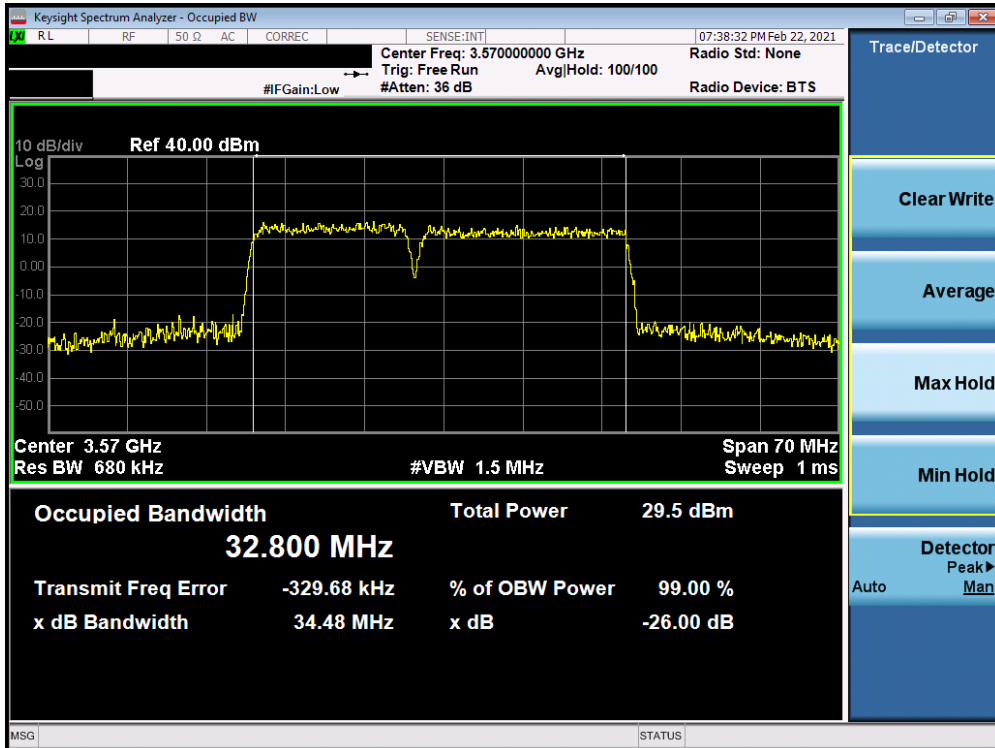 Keysight Spectrum Analyzer - Occupied BW
LXI RL RF 50 Ω AC CORREC SENSE:INT 07:38:32 PM Feb 22, 2021
Center Freq: 3.570000000 GHz Radio Std: None
Trig: Free Run Avg|Hold: 100/100
#IFGain:Low #Atten: 36 dB Radio Device: BTS
Trace/Detector
10 dB/div Ref 40.00 dBm
Log
30.0
20.0
10.0
0.00
-10.0
-20.0
-30.0
-40.0
-50.0
Center 3.57 GHz Span 70 MHz
Res BW 680 kHz #VBW 1.5 MHz Sweep 1 ms
Occupied Bandwidth Total Power 29.5 dBm
32.800 MHz
Transmit Freq Error -329.68 kHz % of OBW Power 99.00 %
x dB Bandwidth 34.48 MHz x dB -26.00 dB
Clear Write
Average
Max Hold
Min Hold
Detector
Peak▶
Auto Man
MSG STATUS